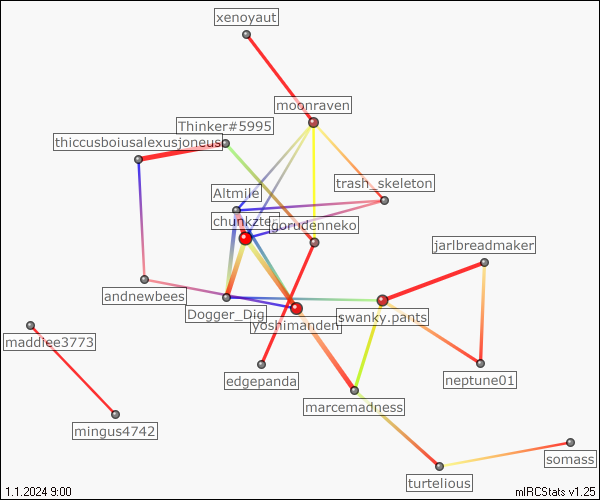 xenoyaut
moonraven
Thinker#5995
thiccusboiusalexusjoneus
trash_skeleton
Altmile
chunkzte
gorudenneko
jarlbreadmaker
andnewbees
Dogger_Dig
yoshimanden
swanky.pants
maddiee3773
edgepanda
neptune01
marcemadness
mingus4742
somass
turtelious
1.1.2024 9:00
mIRCStats v1.25